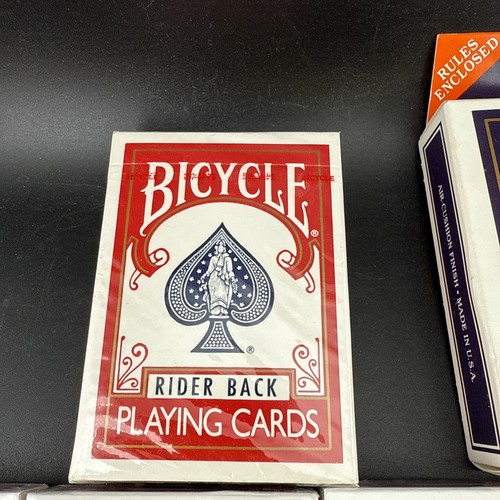 BICYCLE®
®
RIDER BACK
PLAYING CARDS
RULES
ENCLOSED
AIR-CUSHION FINISH • MADE IN U.S.A.